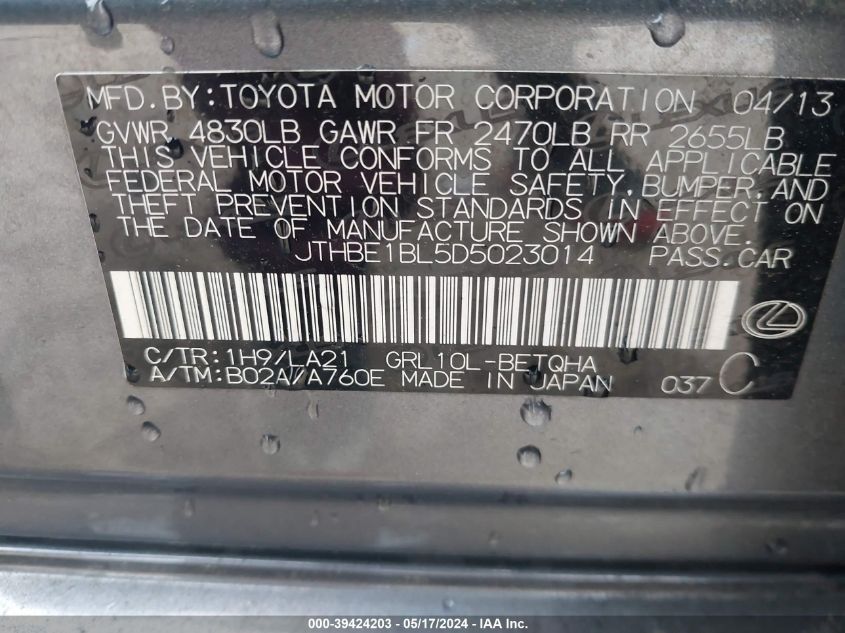 MFD.BY:TOYOTA MOTOR CORPORATION 04/13
GVWR 4830LB GAWR FR 2470LB RR 2655LB
THIS VEHICLE CONFORMS TO ALL APPLICABLE
FEDERAL MOTOR VEHICLE SAFETY,BUMPER,AND
THEFT PREVENTION STANDARDS IN EFFECT ON
THE DATE OF MANUFACTURE SHOWN ABOVE.
JTHBE1BL5D5023014 PASS.CAR
C/TR:1H9/LA21 GRL10L-BETQHA
A/TM:B02A/A760E MADE IN JAPAN 037 C
000-39424203 - 05/17/2024 - IAA Inc.